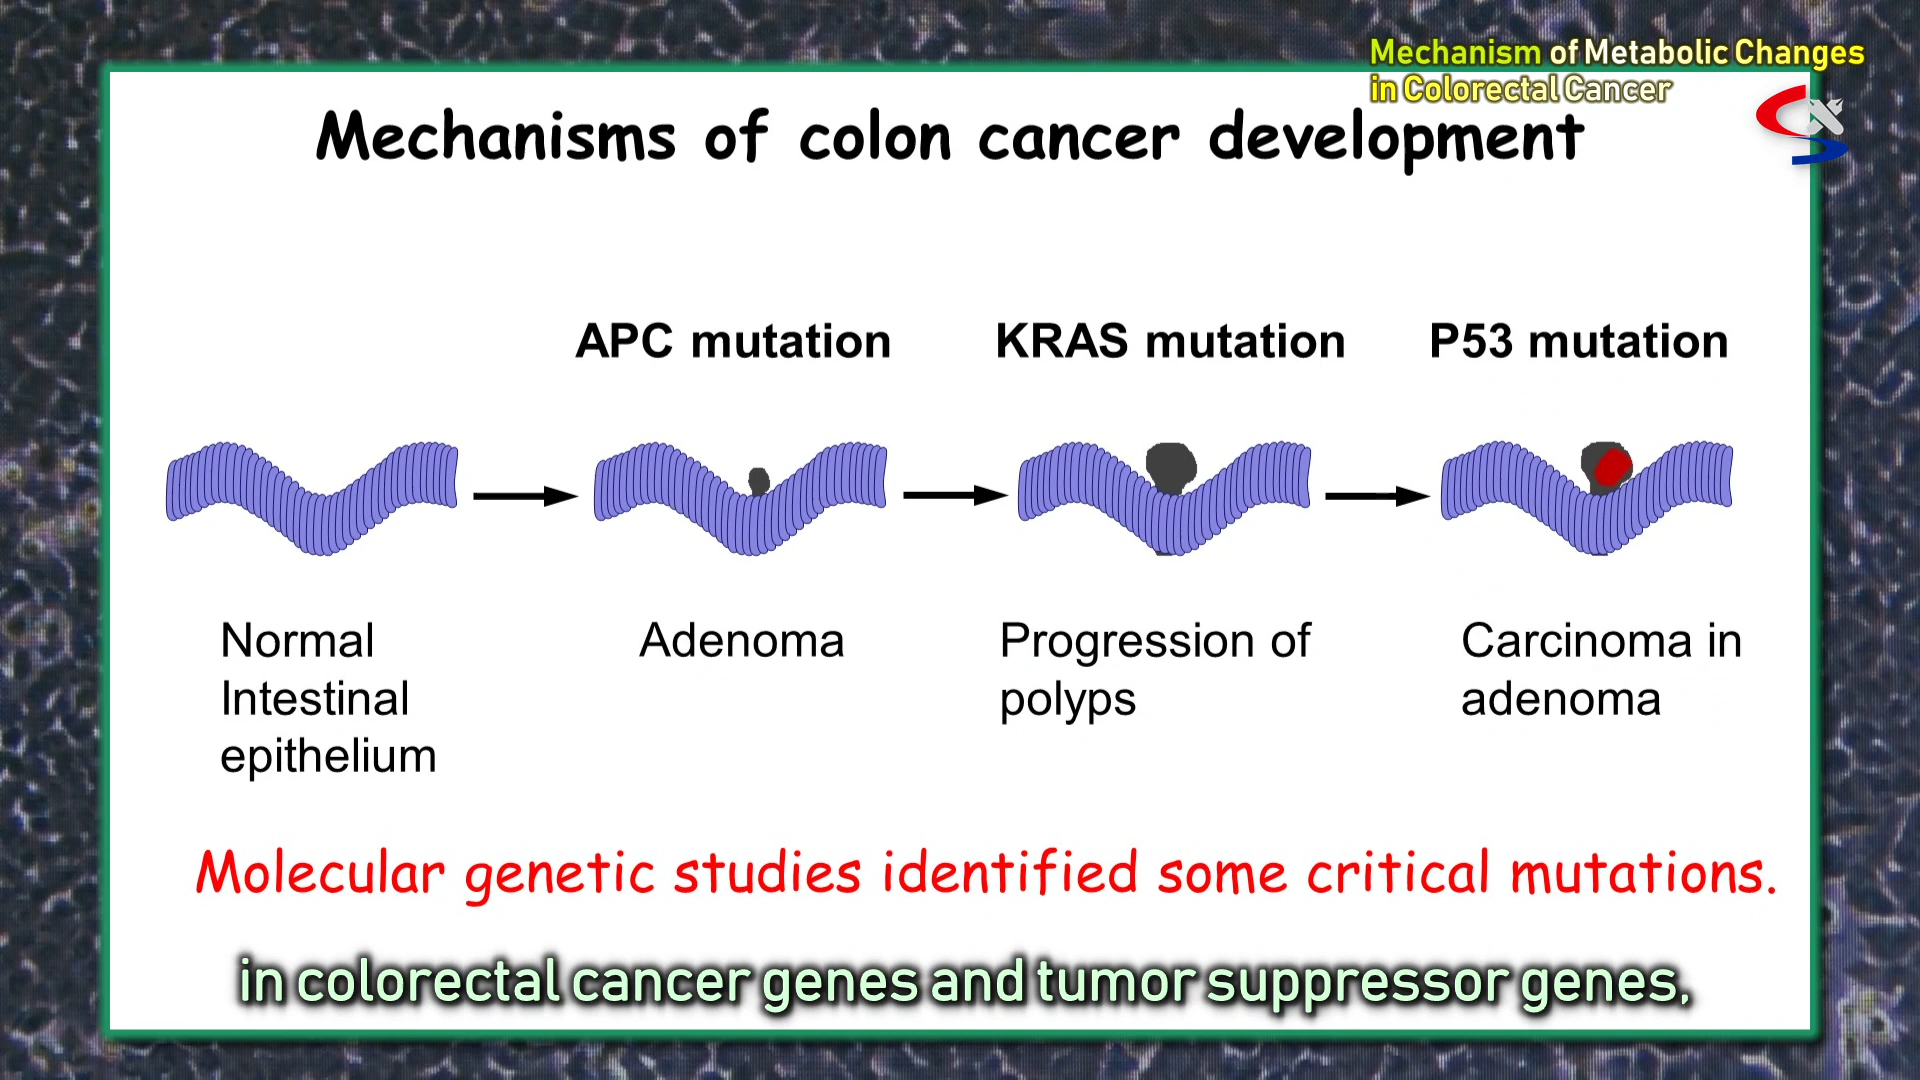 Mechanism of Metabolic Changes
in Colorectal Cancer
Mechanisms of colon cancer development
APC mutation
KRAS mutation
P53 mutation
Normal
Intestinal
epithelium
Adenoma
Progression of
polyps
Carcinoma in
adenoma
Molecular genetic studies identified some critical mutations.
in colorectal cancer genes and tumor suppressor genes,